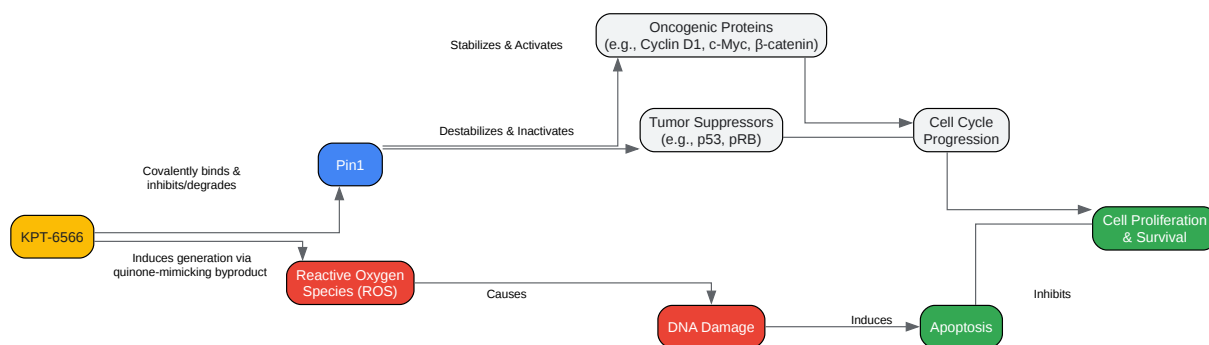 Oncogenic Proteins
(e.g., Cyclin D1, c-Myc, β-catenin)
Stabilizes & Activates
Tumor Suppressors
(e.g., p53, pRB)
Cell Cycle
Progression
Destabilizes & Inactivates
Pin1
Covalently binds &
inhibits/degrades
Cell Proliferation
& Survival
KPT-6566
Induces generation via
quinone-mimicking byproduct
Reactive Oxygen
Species (ROS)
Causes
Inhibits
DNA Damage
Induces
Apoptosis